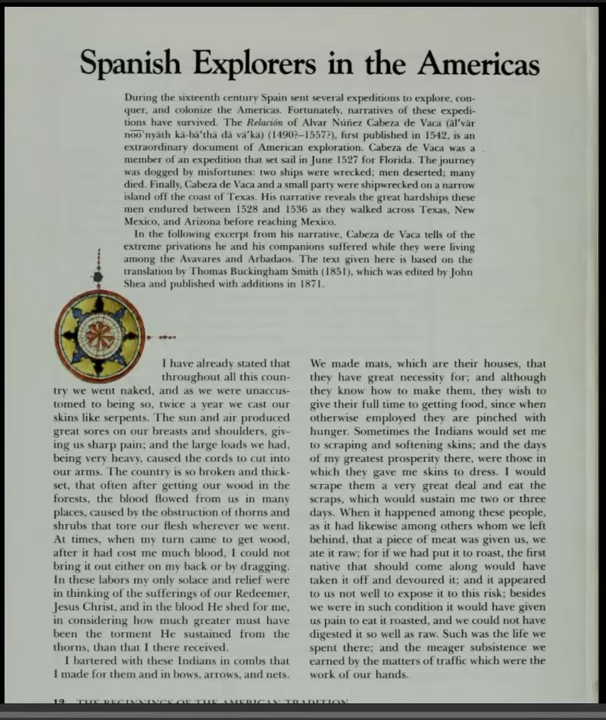 Spanish Explorers in the Americas
During the sixteenth century Spain sent several expeditions to explore, con-
quer, and colonize the Americas. Fortunately, narratives of these expedi-
tions have survived. The Relación of Alvar Núñez Cabeza de Vaca (äl'vär
no͞o'nyäth kä-bā'thä dä vä'kä) (1490?–1557?), first published in 1542, is an
extraordinary document of American exploration. Cabeza de Vaca was a
member of an expedition that set sail in June 1527 for Florida. The journey
was dogged by misfortunes: two ships were wrecked; men deserted; many
died. Finally, Cabeza de Vaca and a small party were shipwrecked on a narrow
island off the coast of Texas. His narrative reveals the great hardships these
men endured between 1528 and 1536 as they walked across Texas, New
Mexico, and Arizona before reaching Mexico.
In the following excerpt from his narrative, Cabeza de Vaca tells of the
extreme privations he and his companions suffered while they were living
among the Avavares and Arbadaos. The text given here is based on the
translation by Thomas Buckingham Smith (1851), which was edited by John
Shea and published with additions in 1871.
I have already stated that
throughout all this coun-
try we went naked, and as we were unaccus-
tomed to being so, twice a year we cast our
skins like serpents. The sun and air produced
great sores on our breasts and shoulders, giv-
ing us sharp pain; and the large loads we had,
being very heavy, caused the cords to cut into
our arms. The country is so broken and thick-
set, that often after getting our wood in the
forests, the blood flowed from us in many
places, caused by the obstruction of thorns and
shrubs that tore our flesh wherever we went.
At times, when my turn came to get wood,
after it had cost me much blood, I could not
bring it out either on my back or by dragging.
In these labors my only solace and relief were
in thinking of the sufferings of our Redeemer,
Jesus Christ, and in the blood He shed for me,
in considering how much greater must have
been the torment He sustained from the
thorns, than that I there received.
I bartered with these Indians in combs that
I made for them and in bows, arrows, and nets.
We made mats, which are their houses, that
they have great necessity for; and although
they know how to make them, they wish to
give their full time to getting food, since when
otherwise employed they are pinched with
hunger. Sometimes the Indians would set me
to scraping and softening skins; and the days
of my greatest prosperity there, were those in
which they gave me skins to dress. I would
scrape them a very great deal and eat the
scraps, which would sustain me two or three
days. When it happened among these people,
as it had likewise among others whom we left
behind, that a piece of meat was given us, we
ate it raw; for if we had put it to roast, the first
native that should come along would have
taken it off and devoured it; and it appeared
to us not well to expose it to this risk; besides
we were in such condition it would have given
us pain to eat it roasted, and we could not have
digested it so well as raw. Such was the life we
spent there; and the meager subsistence we
earned by the matters of traffic which were the
work of our hands.
12 THE BEGINNINGS OF THE AMERICAN TRADITION